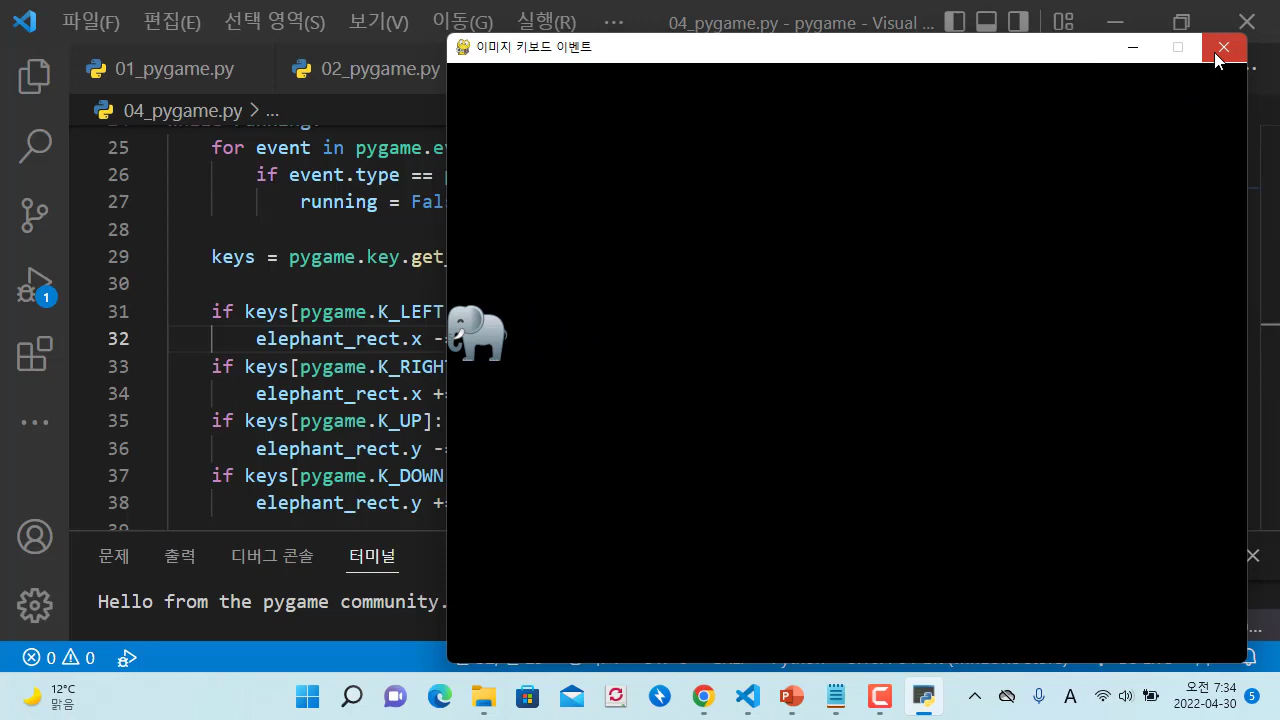 파일(F) 편집(E) 선택 영역(S) 보기(V) 이동(G) 실행(R) ··· 04_pygame.py - pygame - Visual ...
이미지 키보드 이벤트
01_pygame.py 02_pygame.py
04_pygame.py > ...
25 for event in pygame.ev
26 if event.type ==
27 running = Fal
28
29 keys = pygame.key.get_
30
31 if keys[pygame.K_LEFT
32 elephant_rect.x -
33 if keys[pygame.K_RIGHT
34 elephant_rect.x +=
35 if keys[pygame.K_UP]:
36 elephant_rect.y -
37 if keys[pygame.K_DOWN
38 elephant_rect.y +=
1
문제 출력 디버그 콘솔 터미널
Hello from the pygame community.
0 0
12°C
맑음
A
오전 7:34
2022-04-30
5